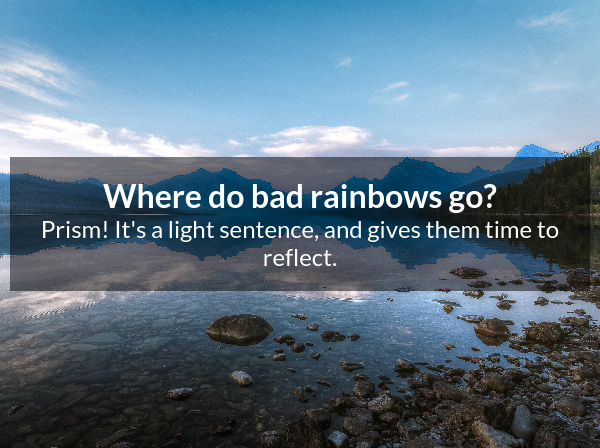 Where do bad rainbows go?
Prism! It's a light sentence, and gives them time to
reflect.